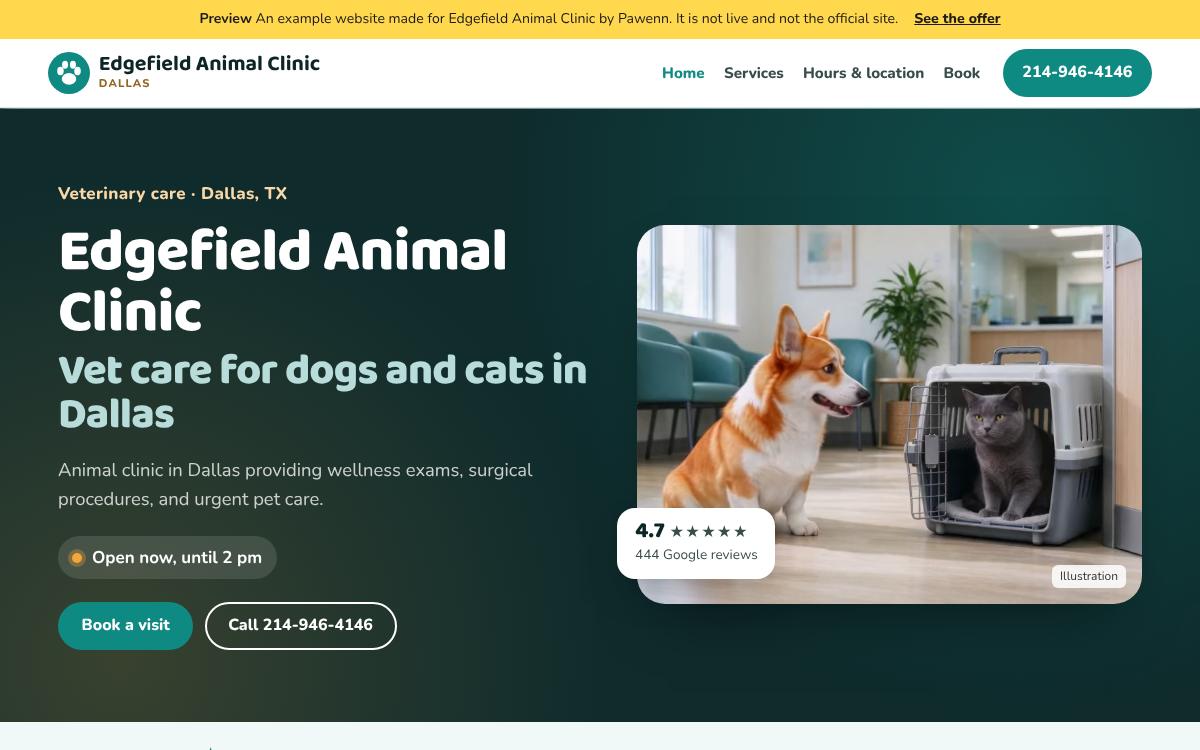 Preview An example website made for Edgefield Animal Clinic by Pawenn. It is not live and not the official site. See the offer
Edgefield Animal Clinic
DALLAS
Home Services Hours & location Book 214-946-4146
Veterinary care · Dallas, TX
Edgefield Animal
Clinic
Vet care for dogs and cats in
Dallas
Animal clinic in Dallas providing wellness exams, surgical
procedures, and urgent pet care.
Open now, until 2 pm
Book a visit Call 214-946-4146
4.7 ★★★★★
444 Google reviews
Illustration